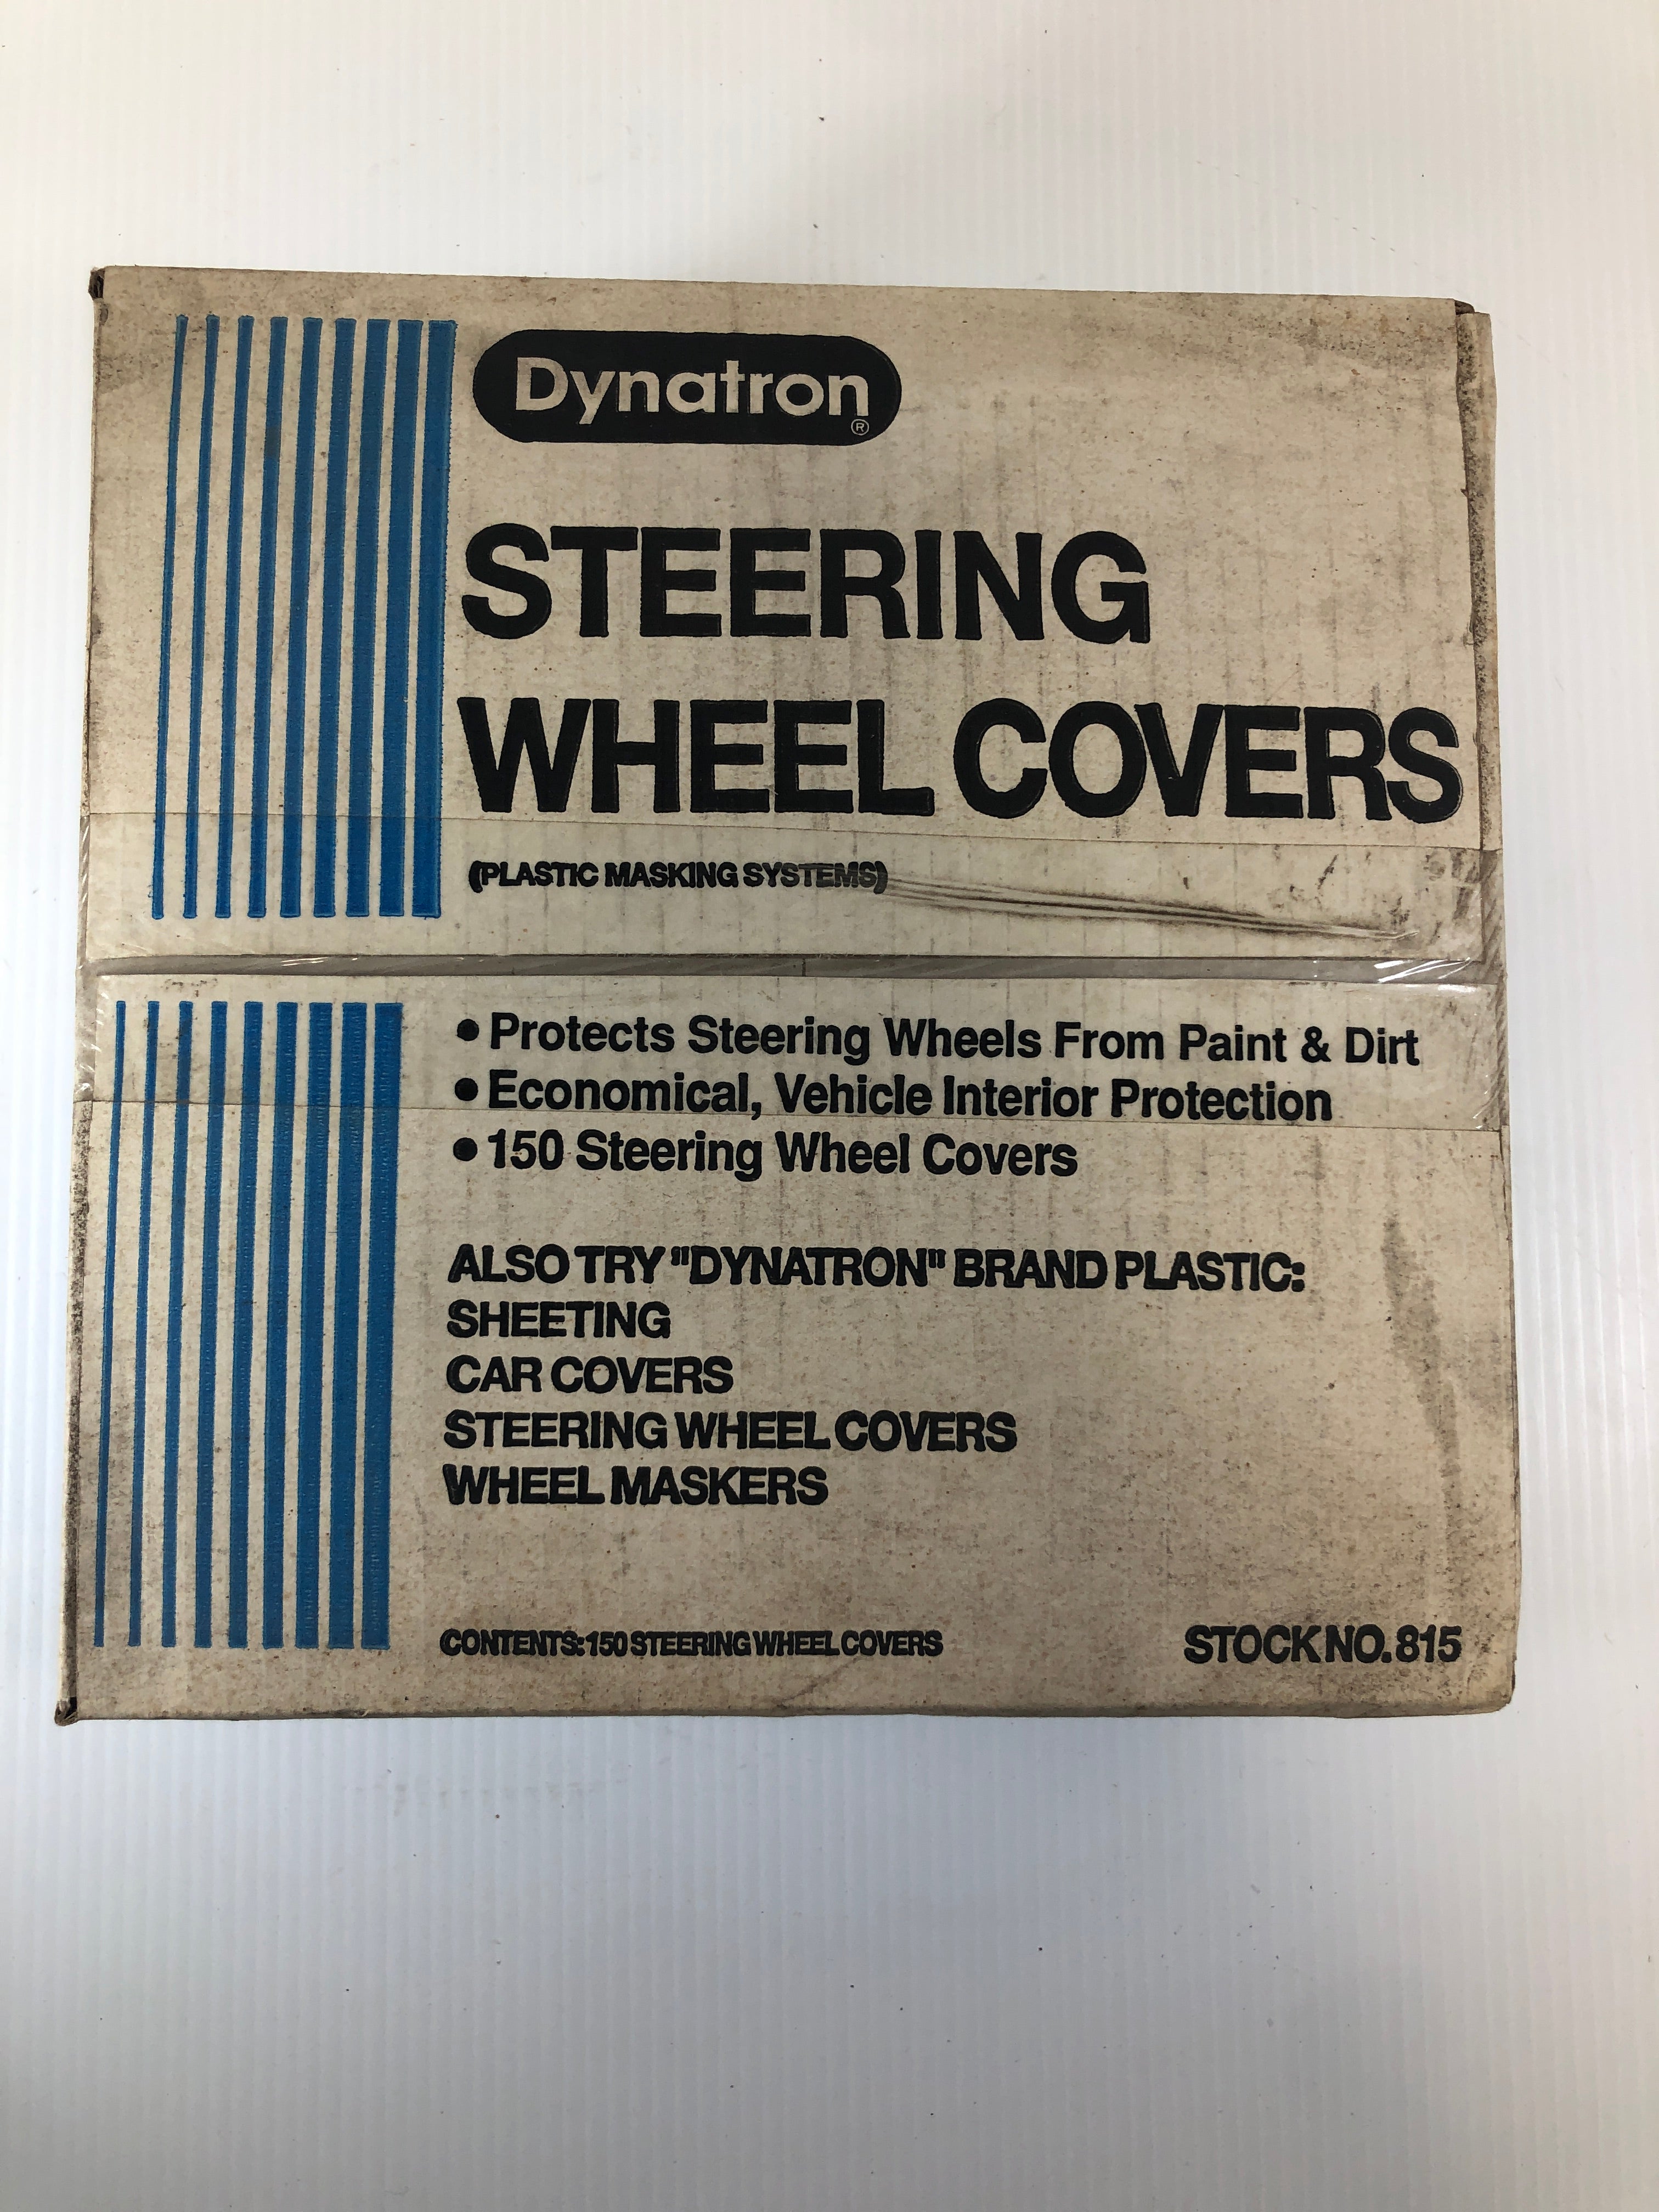 Dynatron®
STEERING
WHEEL COVERS
(PLASTIC MASKING SYSTEMS)
• Protects Steering Wheels From Paint & Dirt
• Economical, Vehicle Interior Protection
• 150 Steering Wheel Covers
ALSO TRY "DYNATRON" BRAND PLASTIC:
SHEETING
CAR COVERS
STEERING WHEEL COVERS
WHEEL MASKERS
CONTENTS: 150 STEERING WHEEL COVERS
STOCK NO. 815